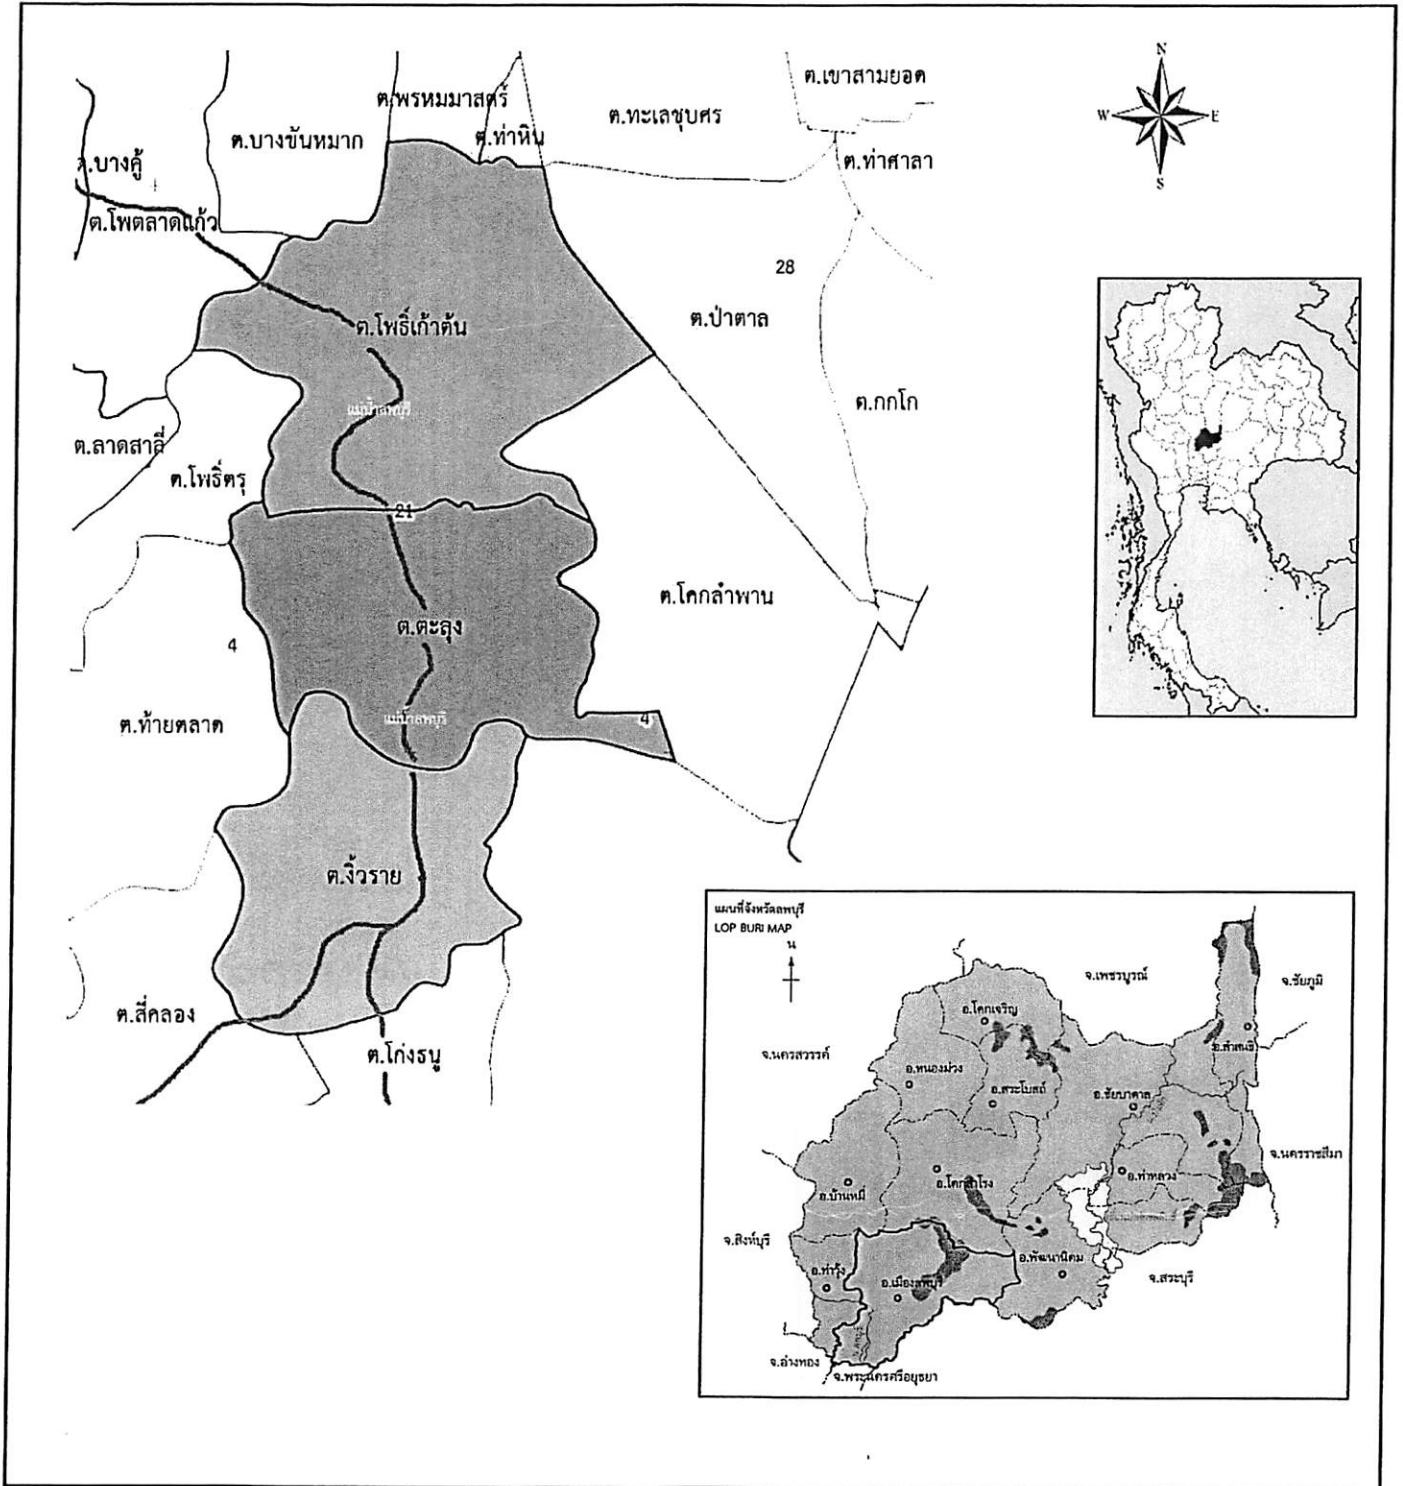 ต.เขาสามยอด
N
ต.พรหมมาสตร์
ต.ทะเลชุบศร
ต.ท่าหิน
ต.บางขันหมาก
W
E
ต.บางคู้
ต.ท่าศาลา
S
ต.โพตลาดแก้ว
28
ต.โพธิ์เก้าต้น
ต.ป่าตาล
แม่น้ำลพบุรี
ต.กกโก
ต.ลาดสาลี่
ต.โพธิ์ตรุ
21
ต.โคกลำพาน
ต.ตะลุง
4
แม่น้ำลพบุรี
4
ต.ท้ายตลาด
ต.งิ้วราย
ต.สี่คลอง
ต.โก่งธนู
แผนที่จังหวัดลพบุรี
LOP BURI MAP
น
จ.เพชรบูรณ์
จ.ชัยภูมิ
อ.โคกเจริญ
อ.ลำสนธิ
จ.นครสวรรค์
อ.หนองม่วง
อ.สระโบสถ์
อ.ชัยบาดาล
จ.นครราชสีมา
อ.ท่าหลวง
อ.บ้านหมี่
อ.โคกสำโรง
จ.สิงห์บุรี
อ.พัฒนานิคม
อ.ท่าวุ้ง
อ.เมืองลพบุรี
จ.สระบุรี
จ.อ่างทอง
จ.พระนครศรีอยุธยา